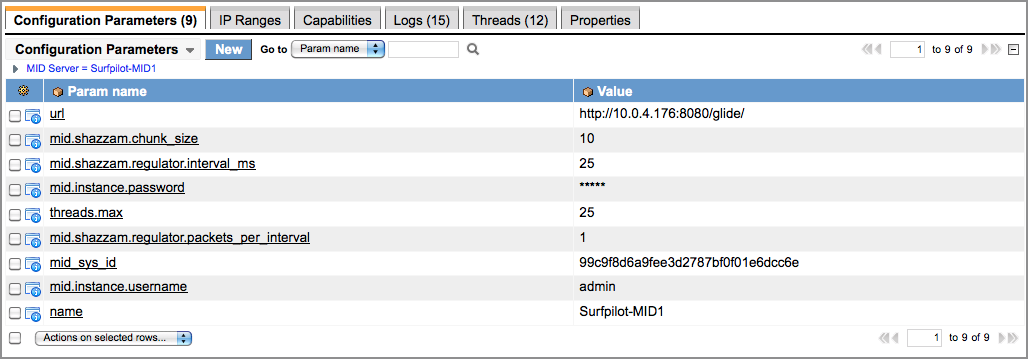 Configuration Parameters (9) IP Ranges Capabilities Logs (15) Threads (12) Properties
Configuration Parameters New Go to Param name 1 to 9 of 9
MID Server = Surfpilot-MID1
Param name Value
url http://10.0.4.176:8080/glide/
mid.shazzam.chunk_size 10
mid.shazzam.regulator.interval_ms 25
mid.instance.password *****
threads.max 25
mid.shazzam.regulator.packets_per_interval 1
mid_sys_id 99c9f8d6a9fee3d2787bf0f01e6dcc6e
mid.instance.username admin
name Surfpilot-MID1
Actions on selected rows... 1 to 9 of 9